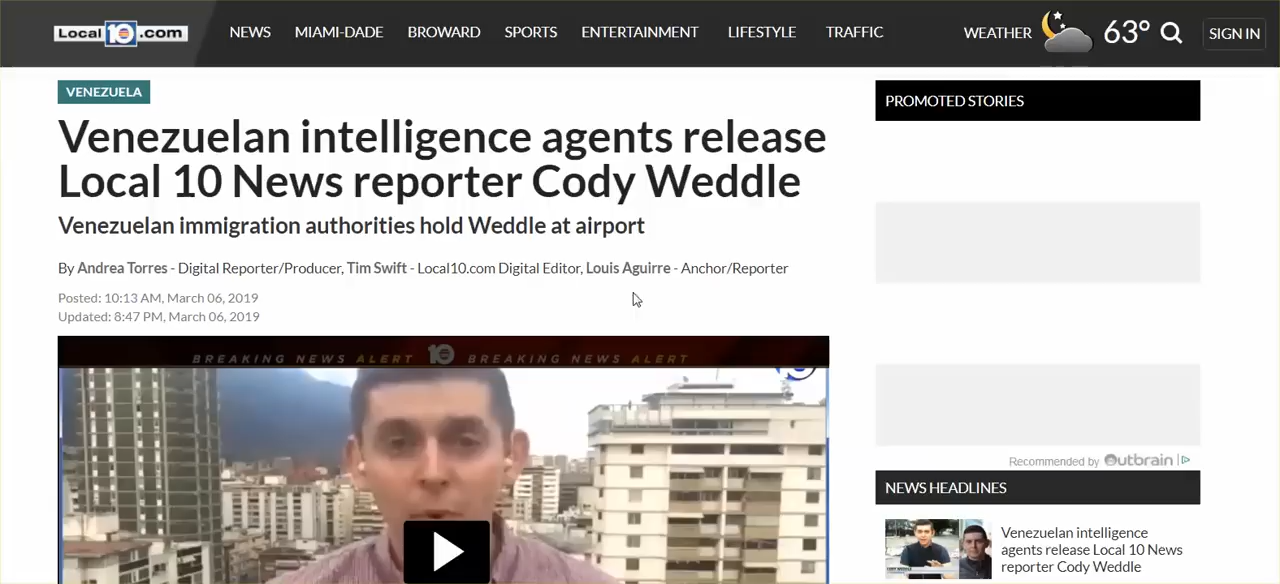 Local 10 .com
NEWS
MIAMI-DADE
BROWARD
SPORTS
ENTERTAINMENT
LIFESTYLE
TRAFFIC
WEATHER
63°
SIGN IN
VENEZUELA
Venezuelan intelligence agents release
Local 10 News reporter Cody Weddle
Venezuelan immigration authorities hold Weddle at airport
By Andrea Torres - Digital Reporter/Producer, Tim Swift - Local10.com Digital Editor, Louis Aguirre - Anchor/Reporter
Posted: 10:13 AM, March 06, 2019
Updated: 8:47 PM, March 06, 2019
BREAKING NEWS ALERT 10 BREAKING NEWS ALERT
PROMOTED STORIES
Recommended by Outbrain
NEWS HEADLINES
Venezuelan intelligence
agents release Local 10 News
reporter Cody Weddle